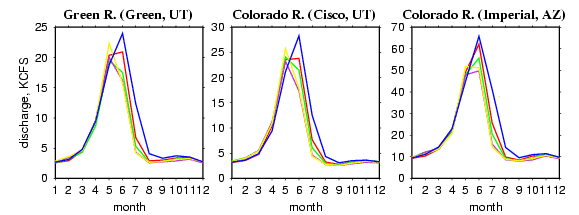 Green R. (Green, UT)
Colorado R. (Cisco, UT)
Colorado R. (Imperial, AZ)
discharge, KCFS
25
20
15
10
5
0
1 2 3 4 5 6 7 8 9 10 11 12
month
30
25
20
15
10
5
0
1 2 3 4 5 6 7 8 9 10 11 12
month
70
60
50
40
30
20
10
0
1 2 3 4 5 6 7 8 9 10 11 12
month